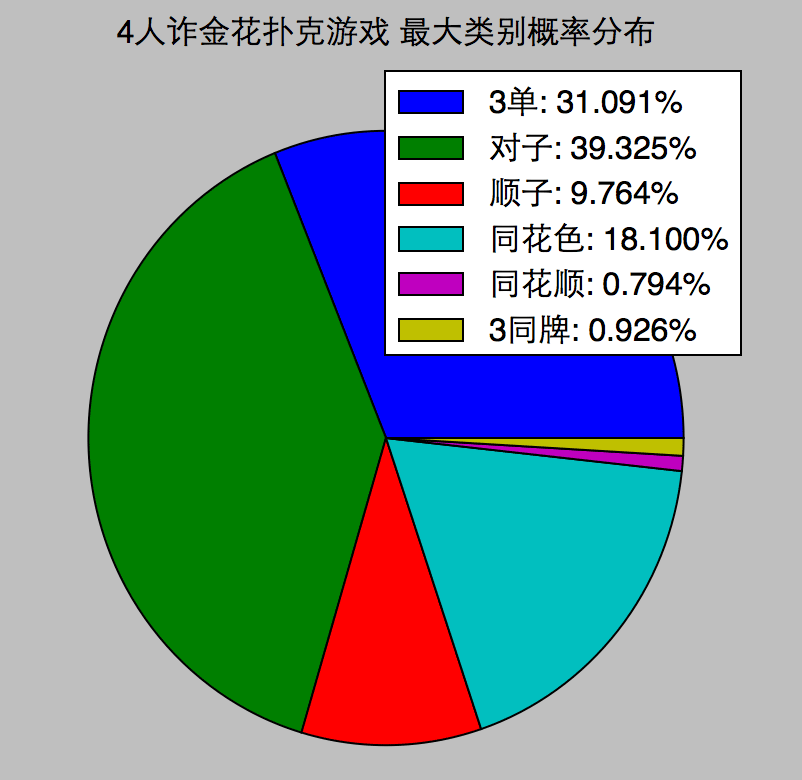 4人诈金花扑克游戏 最大类别概率分布
3单: 31.091%
对子: 39.325%
顺子: 9.764%
同花色: 18.100%
同花顺: 0.794%
3同牌: 0.926%